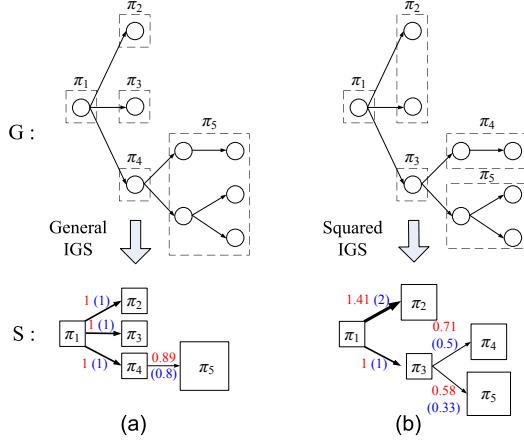 π2
π2
π1
π3
π1
G :
π4
π5
π4
π3
π5
General
IGS
Squared
IGS
1 (1)
π2
1.41 (2)
π2
S :
π1
1 (1)
π3
π1
0.71
(0.5)
π4
1 (1)
π4
0.89
(0.8)
π5
1 (1)
π3
0.58
(0.33)
π5
(a)
(b)